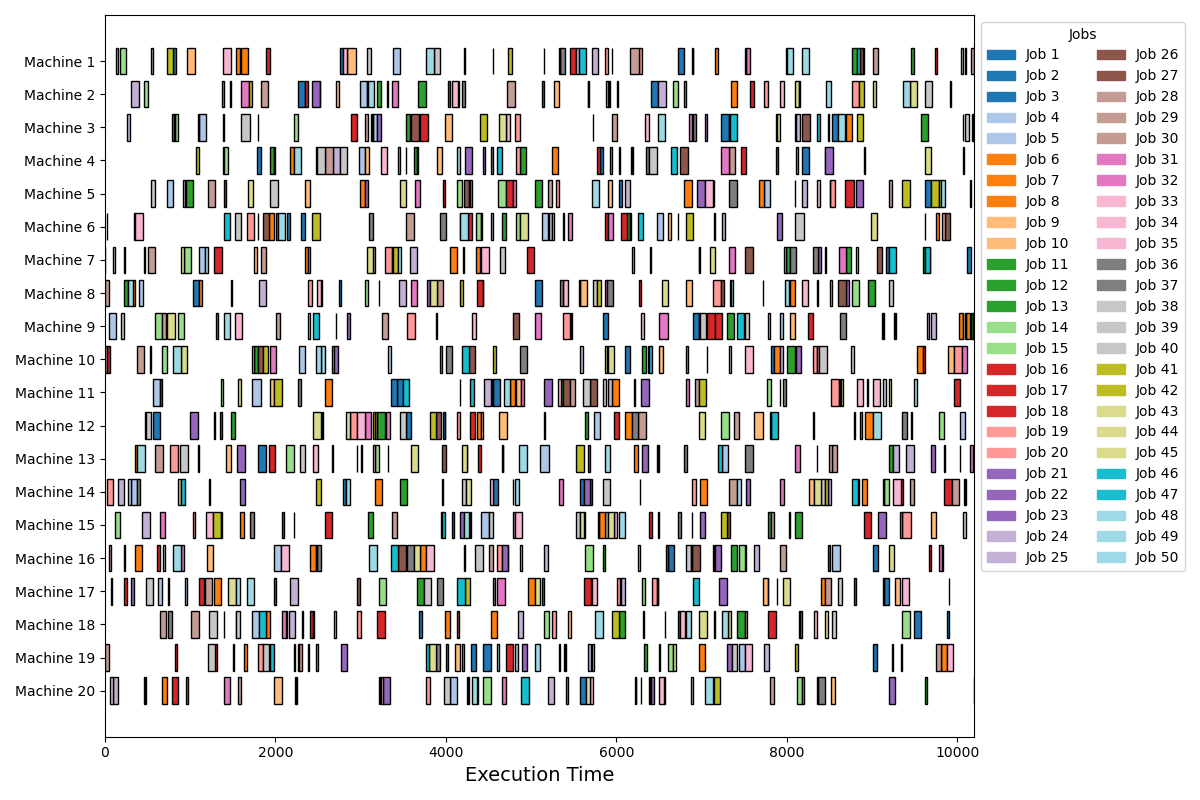 Machine 1
Machine 2
Machine 3
Machine 4
Machine 5
Machine 6
Machine 7
Machine 8
Machine 9
Machine 10
Machine 11
Machine 12
Machine 13
Machine 14
Machine 15
Machine 16
Machine 17
Machine 18
Machine 19
Machine 20
0 2000 4000 6000 8000 10000
Execution Time
Jobs
Job 1 Job 26
Job 2 Job 27
Job 3 Job 28
Job 4 Job 29
Job 5 Job 30
Job 6 Job 31
Job 7 Job 32
Job 8 Job 33
Job 9 Job 34
Job 10 Job 35
Job 11 Job 36
Job 12 Job 37
Job 13 Job 38
Job 14 Job 39
Job 15 Job 40
Job 16 Job 41
Job 17 Job 42
Job 18 Job 43
Job 19 Job 44
Job 20 Job 45
Job 21 Job 46
Job 22 Job 47
Job 23 Job 48
Job 24 Job 49
Job 25 Job 50